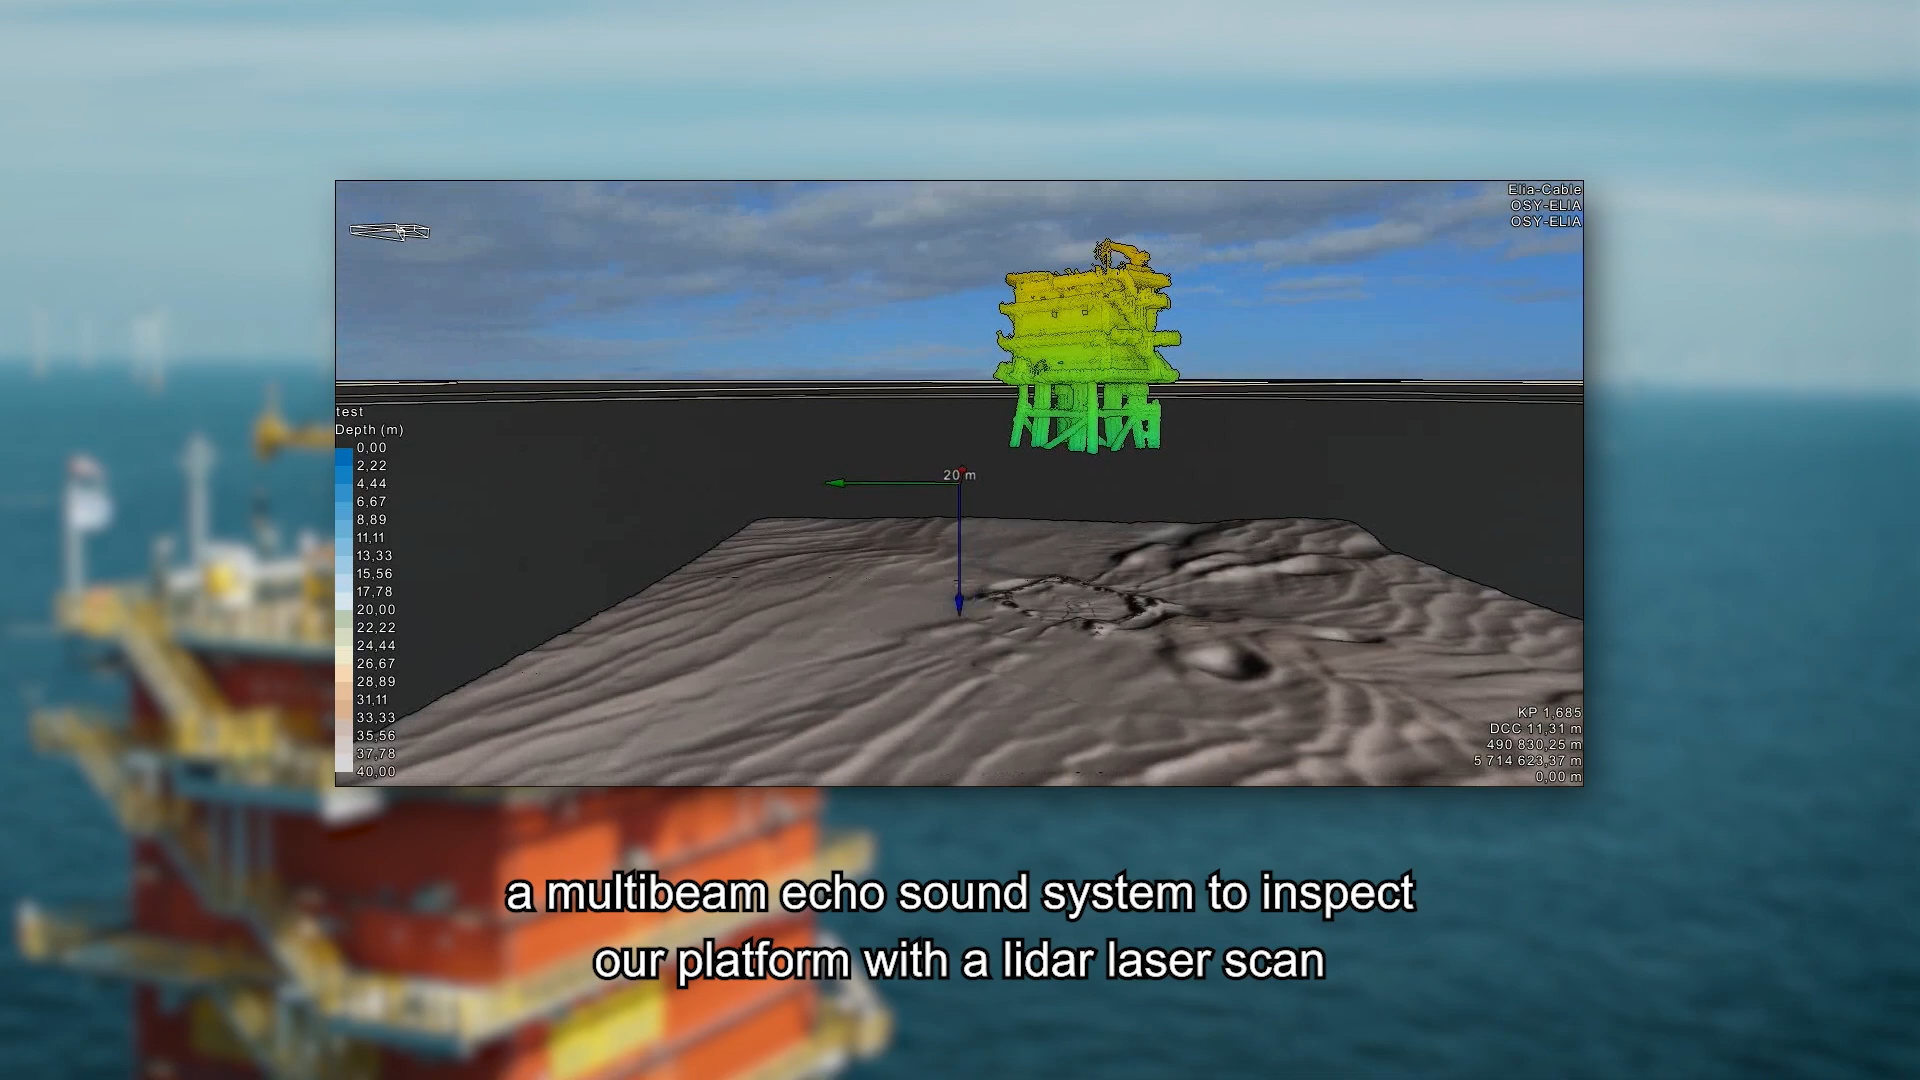 Elia-Cable
OSY-ELIA
OSY-ELIA
test
Depth (m)
0,00
2,22
4,44
6,67
8,89
11,11
13,33
15,56
17,78
20,00
22,22
24,44
26,67
28,89
31,11
33,33
35,56
37,78
40,00
20 m
KP 1,685
DCC 11,31 m
490 830,25 m
5 714 623,37 m
0,00 m
a multibeam echo sound system to inspect
our platform with a lidar laser scan